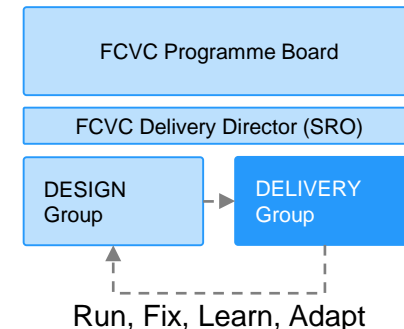 FCVC Programme Board
FCVC Delivery Director (SRO)
DESIGN
Group
DELIVERY
Group
Run, Fix, Learn, Adapt